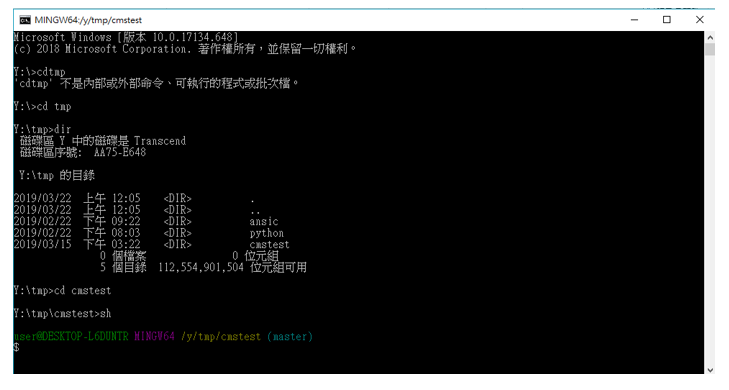 MINGW64:/y/tmp/cmstest
Microsoft Windows [版本 10.0.17134.648]
(c) 2018 Microsoft Corporation. 著作權所有，並保留一切權利。
Y:\>cdtmp
'cdtmp' 不是內部或外部命令、可執行的程式或批次檔。
Y:\>cd tmp
Y:\tmp>dir
磁碟區 Y 中的磁碟是 Transcend
磁碟區序號:  AA75-E648
Y:\tmp 的目錄
2019/03/22  上午 12:05    <DIR>          .
2019/03/22  上午 12:05    <DIR>          ..
2019/02/22  下午 09:22    <DIR>          ansic
2019/02/22  下午 08:03    <DIR>          python
2019/03/15  下午 03:22    <DIR>          cmstest
0 個檔案               0 位元組
5 個目錄  112,554,901,504 位元組可用
Y:\tmp>cd cmstest
Y:\tmp\cmstest>sh
user@DESKTOP-L6DUNTR MINGW64 /y/tmp/cmstest (master)
$